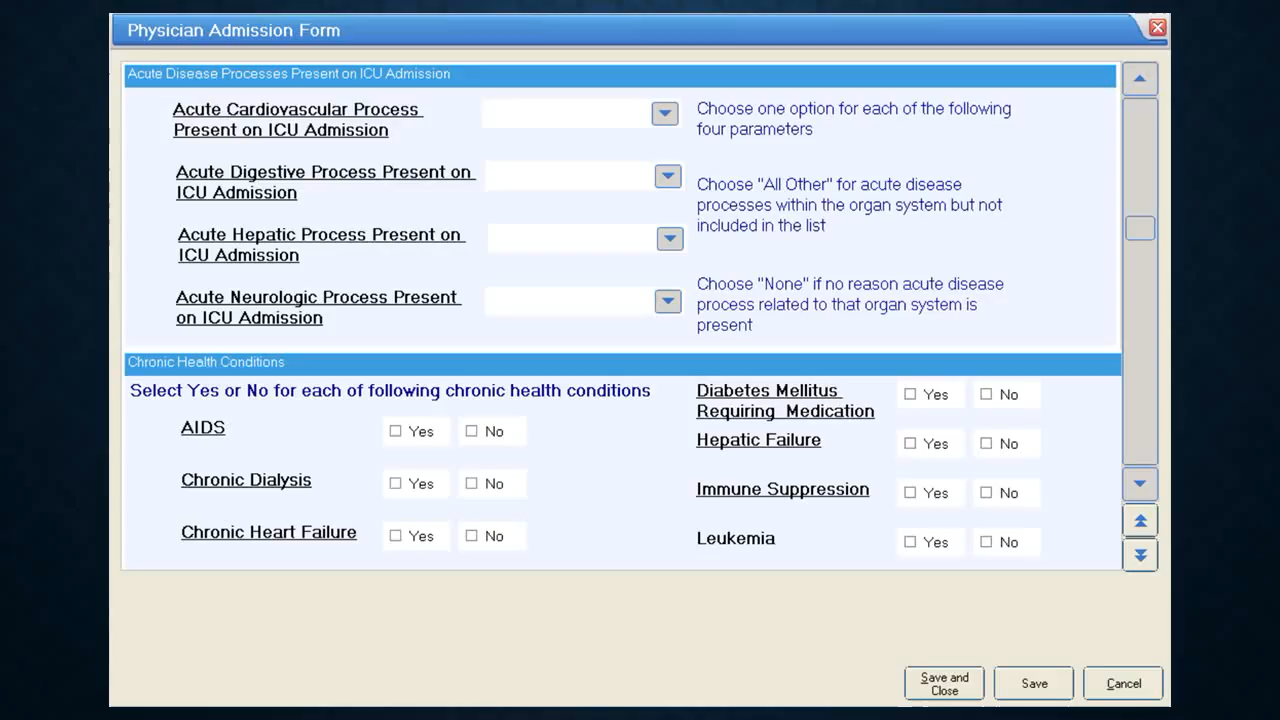 Physician Admission Form
Acute Disease Processes Present on ICU Admission
Acute Cardiovascular Process
Present on ICU Admission
Choose one option for each of the following
four parameters
Acute Digestive Process Present on
ICU Admission
Choose "All Other" for acute disease
processes within the organ system but not
included in the list
Acute Hepatic Process Present on
ICU Admission
Acute Neurologic Process Present
on ICU Admission
Choose "None" if no reason acute disease
process related to that organ system is
present
Chronic Health Conditions
Select Yes or No for each of following chronic health conditions
AIDS Yes No
Chronic Dialysis Yes No
Chronic Heart Failure Yes No
Diabetes Mellitus
Requiring Medication Yes No
Hepatic Failure Yes No
Immune Suppression Yes No
Leukemia Yes No
Save and
Close
Save
Cancel